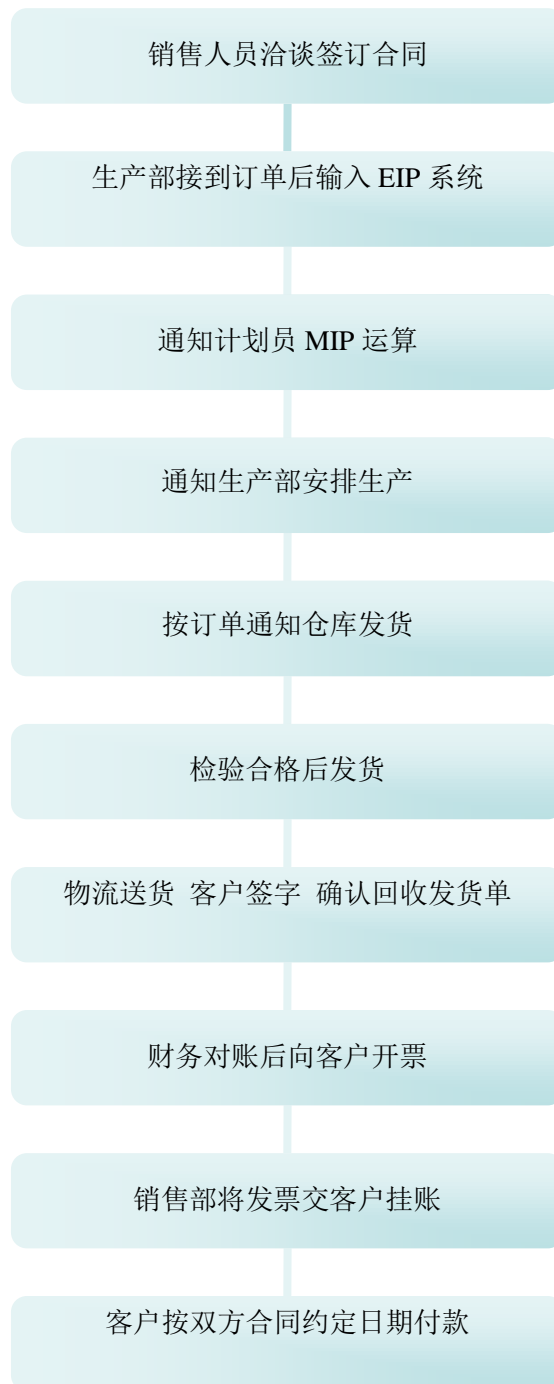 销售人员洽谈签订合同
生产部接到订单后输入 EIP 系统
通知计划员 MIP 运算
通知生产部安排生产
按订单通知仓库发货
检验合格后发货
物流送货 客户签字 确认回收发货单
财务对账后向客户开票
销售部将发票交客户挂账
客户按双方合同约定日期付款